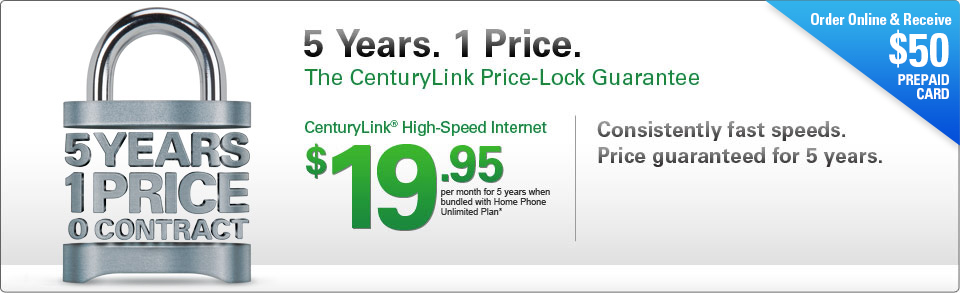 5 YEARS
1 PRICE
0 CONTRACT
5 Years. 1 Price.
The CenturyLink Price-Lock Guarantee
CenturyLink® High-Speed Internet
$19.95
per month for 5 years when
bundled with Home Phone
Unlimited Plan*
Consistently fast speeds.
Price guaranteed for 5 years.
Order Online & Receive
$50
PREPAID
CARD